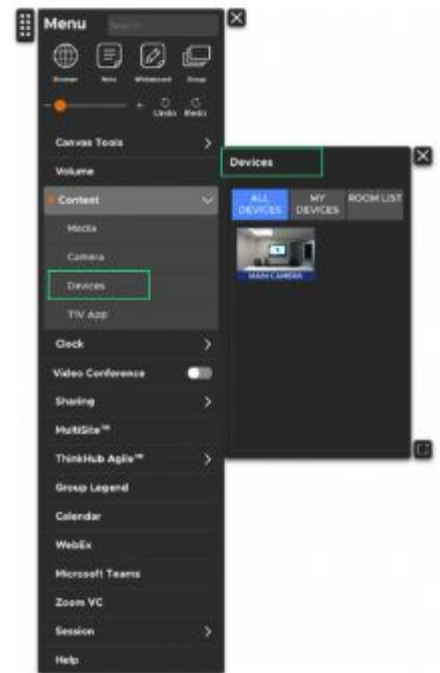 Menu
Search
Browser Note Whiteboard Group
- + Undo Redo
Canvas Tools
Volume
Content
Media
Camera
Devices
T1V App
Clock
Video Conference
Sharing
MultiSite™
ThinkHub Agile™
Group Legend
Calendar
WebEx
Microsoft Teams
Zoom VC
Session
Help
Devices
ALL DEVICES MY DEVICES ROOM LIST
MAIN CAMERA